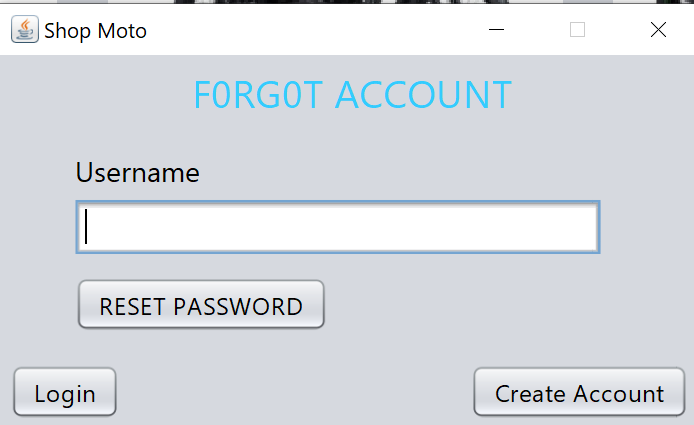 Shop Moto
F0RG0T ACCOUNT
Username
RESET PASSWORD
Login
Create Account